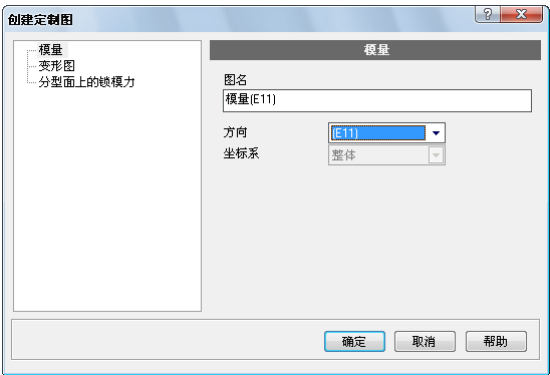 创建定制图
模量
变形图
分型面上的锁模力
模量
图名
模量(E11)
方向
(E11)
坐标系
整体
确定
取消
帮助